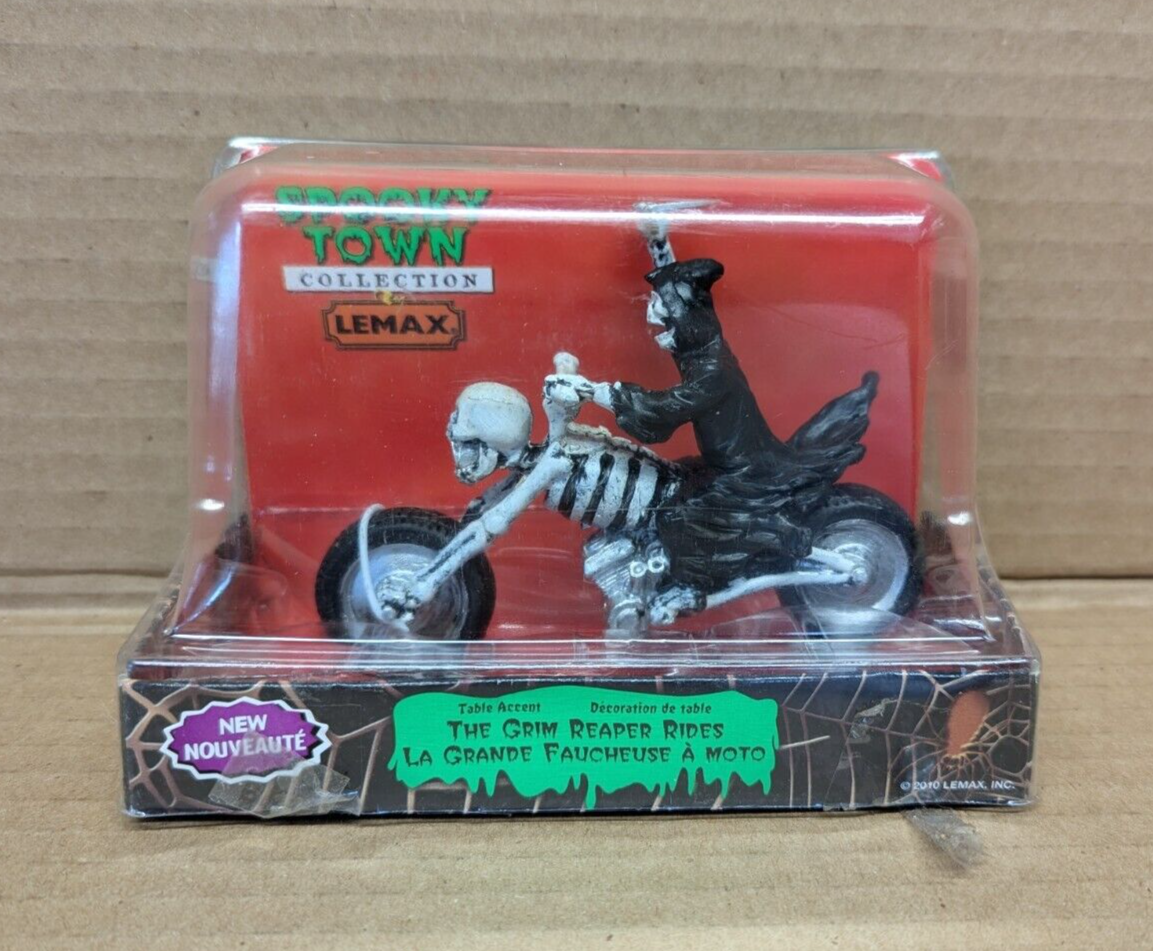 SPOOKY
TOWN
COLLECTION
LEMAX®
NEW
NOUVEAUTÉ
Table Accent Décoration de table
THE GRIM REAPER RIDES
LA GRANDE FAUCHEUSE À MOTO
© 2010 LEMAX, INC.